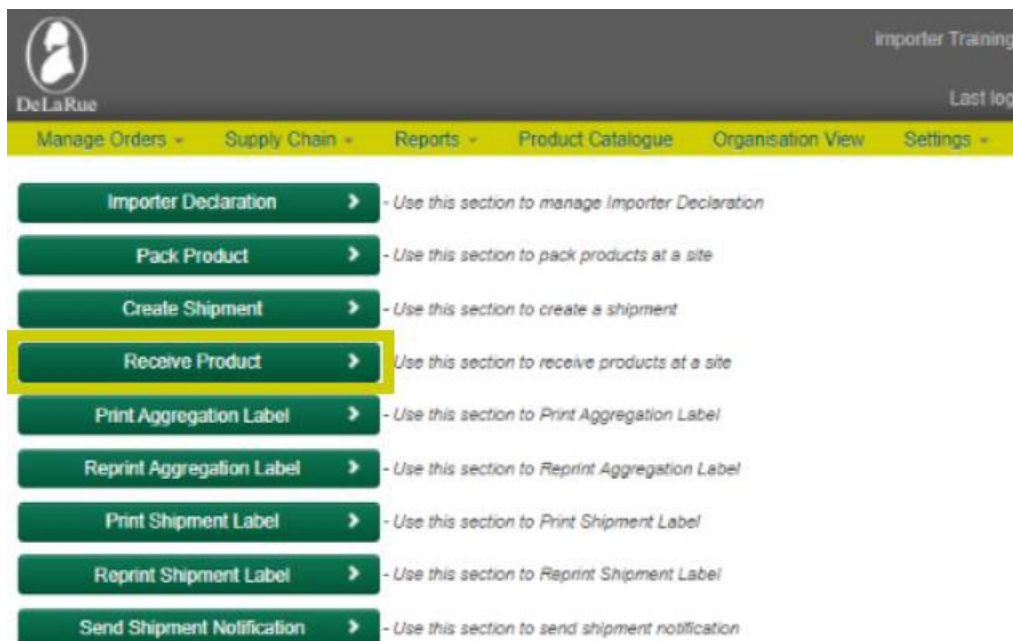 importer Training
DeLaRue
Last log
Manage Orders Supply Chain Reports Product Catalogue Organisation View Settings
Importer Declaration - Use this section to manage Importer Declaration
Pack Product - Use this section to pack products at a site
Create Shipment - Use this section to create a shipment
Receive Product Use this section to receive products at a site
Print Aggregation Label - Use this section to Print Aggregation Label
Reprint Aggregation Label - Use this section to Reprint Aggregation Label
Print Shipment Label - Use this section to Print Shipment Label
Reprint Shipment Label - Use this section to Reprint Shipment Label
Send Shipment Notification - Use this section to send shipment notification